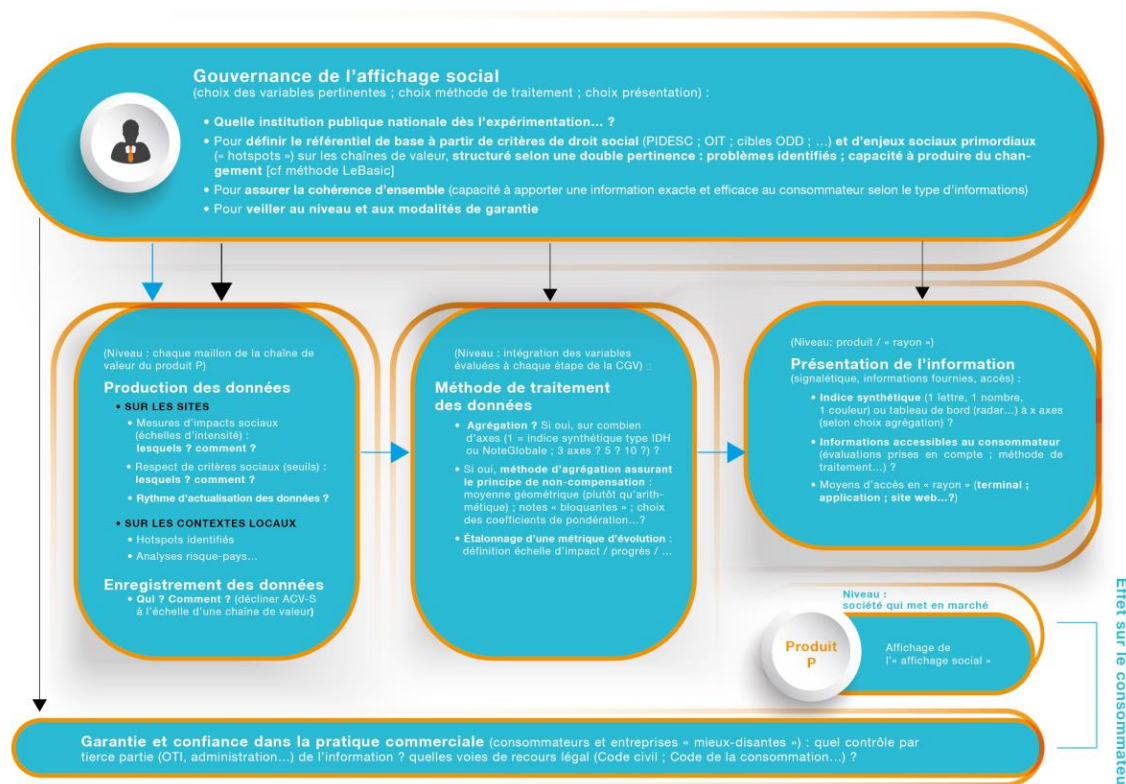 Gouvernance de l’affichage social
(choix des variables pertinentes ; choix méthode de traitement ; choix présentation) :
• Quelle institution publique nationale dès l’expérimentation... ?
• Pour définir le référentiel de base à partir de critères de droit social (PIDESC ; OIT ; cibles ODD ; ...) et d’enjeux sociaux primordiaux
(« hotspots ») sur les chaînes de valeur, structuré selon une double pertinence : problèmes identifiés ; capacité à produire du chan-
gement [cf méthode LeBasic]
• Pour assurer la cohérence d’ensemble (capacité à apporter une information exacte et efficace au consommateur selon le type d’informations)
• Pour veiller au niveau et aux modalités de garantie
(Niveau : chaque maillon de la chaîne de
valeur du produit P)
Production des données
• SUR LES SITES
• Mesures d’impacts sociaux
(échelles d’intensité) :
lesquels ? comment ?
• Respect de critères sociaux (seuils) :
lesquels ? comment ?
• Rythme d’actualisation des données ?
• SUR LES CONTEXTES LOCAUX
• Hotspots identifiés
• Analyses risque-pays...
Enregistrement des données
• Qui ? Comment ? (décliner ACV-S
à l’échelle d’une chaîne de valeur)
(Niveau : intégration des variables
évaluées à chaque étape de la CGV)
Méthode de traitement
des données
• Agrégation ? Si oui, sur combien
d’axes (1 = indice synthétique type IDH
ou NoteGlobale ; 3 axes ? 5 ? 10 ?) ?
• Si oui, méthode d’agrégation assurant
le principe de non-compensation :
moyenne géométrique (plutôt qu’arith-
métique) ; notes « bloquantes » ; choix
des coefficients de pondération...?
• Étalonnage d’une métrique d’évolution :
définition échelle d’impact / progrès / ...
(Niveau: produit / « rayon »)
Présentation de l’information
(signalétique, informations fournies, accès) :
• Indice synthétique (1 lettre, 1 nombre,
1 couleur) ou tableau de bord (radar...) à x axes
(selon choix agrégation) ?
• Informations accessibles au consommateur
(évaluations prises en compte ; méthode de
traitement...) ?
• Moyens d’accès en « rayon » (terminal ;
application ; site web...?)
Niveau :
société qui met en marché
Produit
P
Affichage de
l’« affichage social »
Effet sur le consommateur
Garantie et confiance dans la pratique commerciale (consommateurs et entreprises « mieux-disantes ») : quel contrôle par
tierce partie (OTI, administration...) de l’information ? quelles voies de recours légal (Code civil ; Code de la consommation...) ?